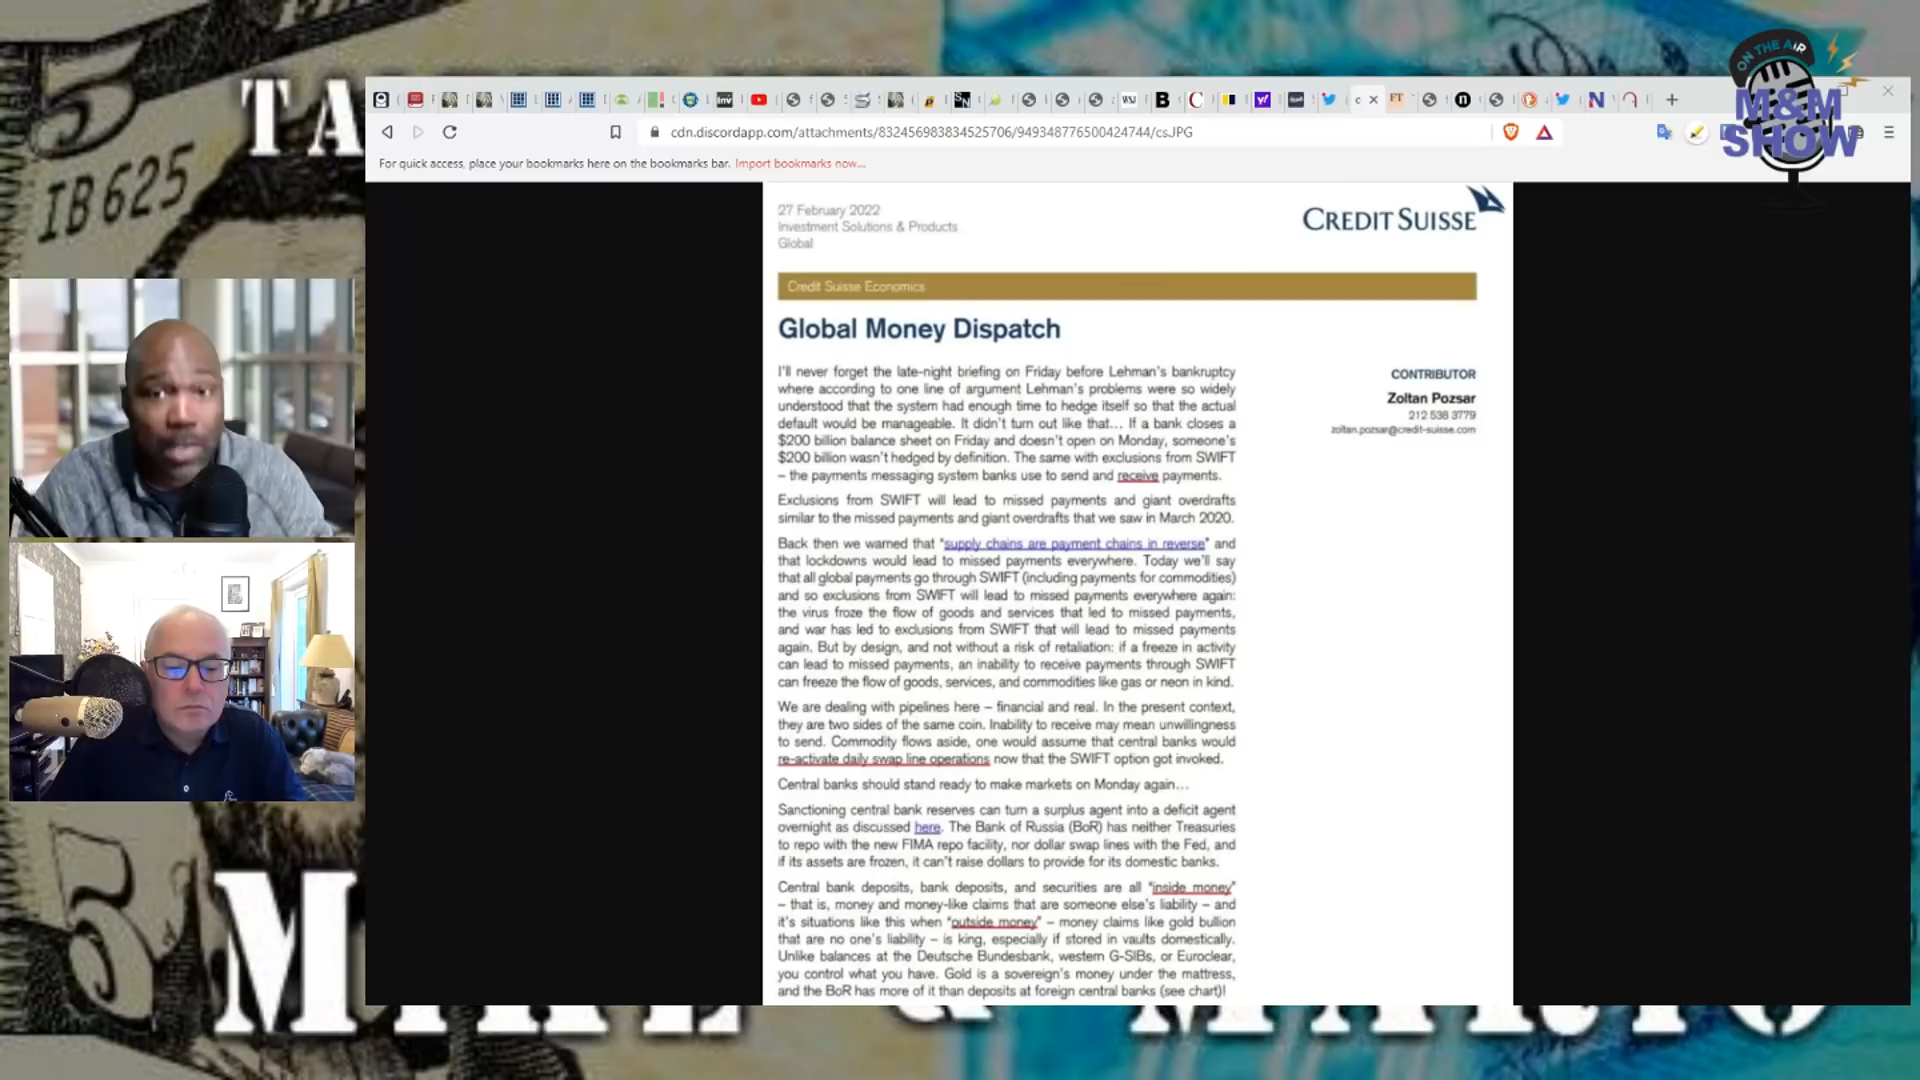 5
IB625
TA
ON THE AIR
M&M
SHOW
cdn.discordapp.com/attachments/832456983834525706/949348776500424744/csJPG
For quick access, place your bookmarks here on the bookmarks bar. Import bookmarks now...
27 February 2022
Investment Solutions & Products
Global
CREDIT SUISSE
Credit Suisse Economics
Global Money Dispatch
I'll never forget the late-night briefing on Friday before Lehman's bankruptcy
where according to one line of argument Lehman's problems were so widely
understood that the system had enough time to hedge itself so that the actual
default would be manageable. It didn't turn out like that... If a bank closes a
$200 billion balance sheet on Friday and doesn't open on Monday, someone's
$200 billion wasn't hedged by definition. The same with exclusions from SWIFT
– the payments messaging system banks use to send and receive payments.
Exclusions from SWIFT will lead to missed payments and giant overdrafts
similar to the missed payments and giant overdrafts that we saw in March 2020.
Back then we warned that "supply chains are payment chains in reverse" and
that lockdowns would lead to missed payments everywhere. Today we'll say
that all global payments go through SWIFT (including payments for commodities)
and so exclusions from SWIFT will lead to missed payments everywhere again:
the virus froze the flow of goods and services that led to missed payments,
and war has led to exclusions from SWIFT that will lead to missed payments
again. But by design, and not without a risk of retaliation: if a freeze in activity
can lead to missed payments, an inability to receive payments through SWIFT
can freeze the flow of goods, services, and commodities like gas or neon in kind.
We are dealing with pipelines here – financial and real. In the present context,
they are two sides of the same coin. Inability to receive may mean unwillingness
to send. Commodity flows aside, one would assume that central banks would
re-activate daily swap line operations now that the SWIFT option got invoked.
Central banks should stand ready to make markets on Monday again...
Sanctioning central bank reserves can turn a surplus agent into a deficit agent
overnight as discussed here. The Bank of Russia (BoR) has neither Treasuries
to repo with the new FIMA repo facility, nor dollar swap lines with the Fed, and
if its assets are frozen, it can't raise dollars to provide for its domestic banks.
Central bank deposits, bank deposits, and securities are all "inside money"
– that is, money and money-like claims that are someone else's liability – and
it's situations like this when "outside money" – money claims like gold bullion
that are no one's liability – is king, especially if stored in vaults domestically.
Unlike balances at the Deutsche Bundesbank, western G-SIBs, or Euroclear,
you control what you have. Gold is a sovereign's money under the mattress,
and the BoR has more of it than deposits at foreign central banks (see chart)!
CONTRIBUTOR
Zoltan Pozsar
212 538 3779
zoltan.pozsar@credit-suisse.com
5